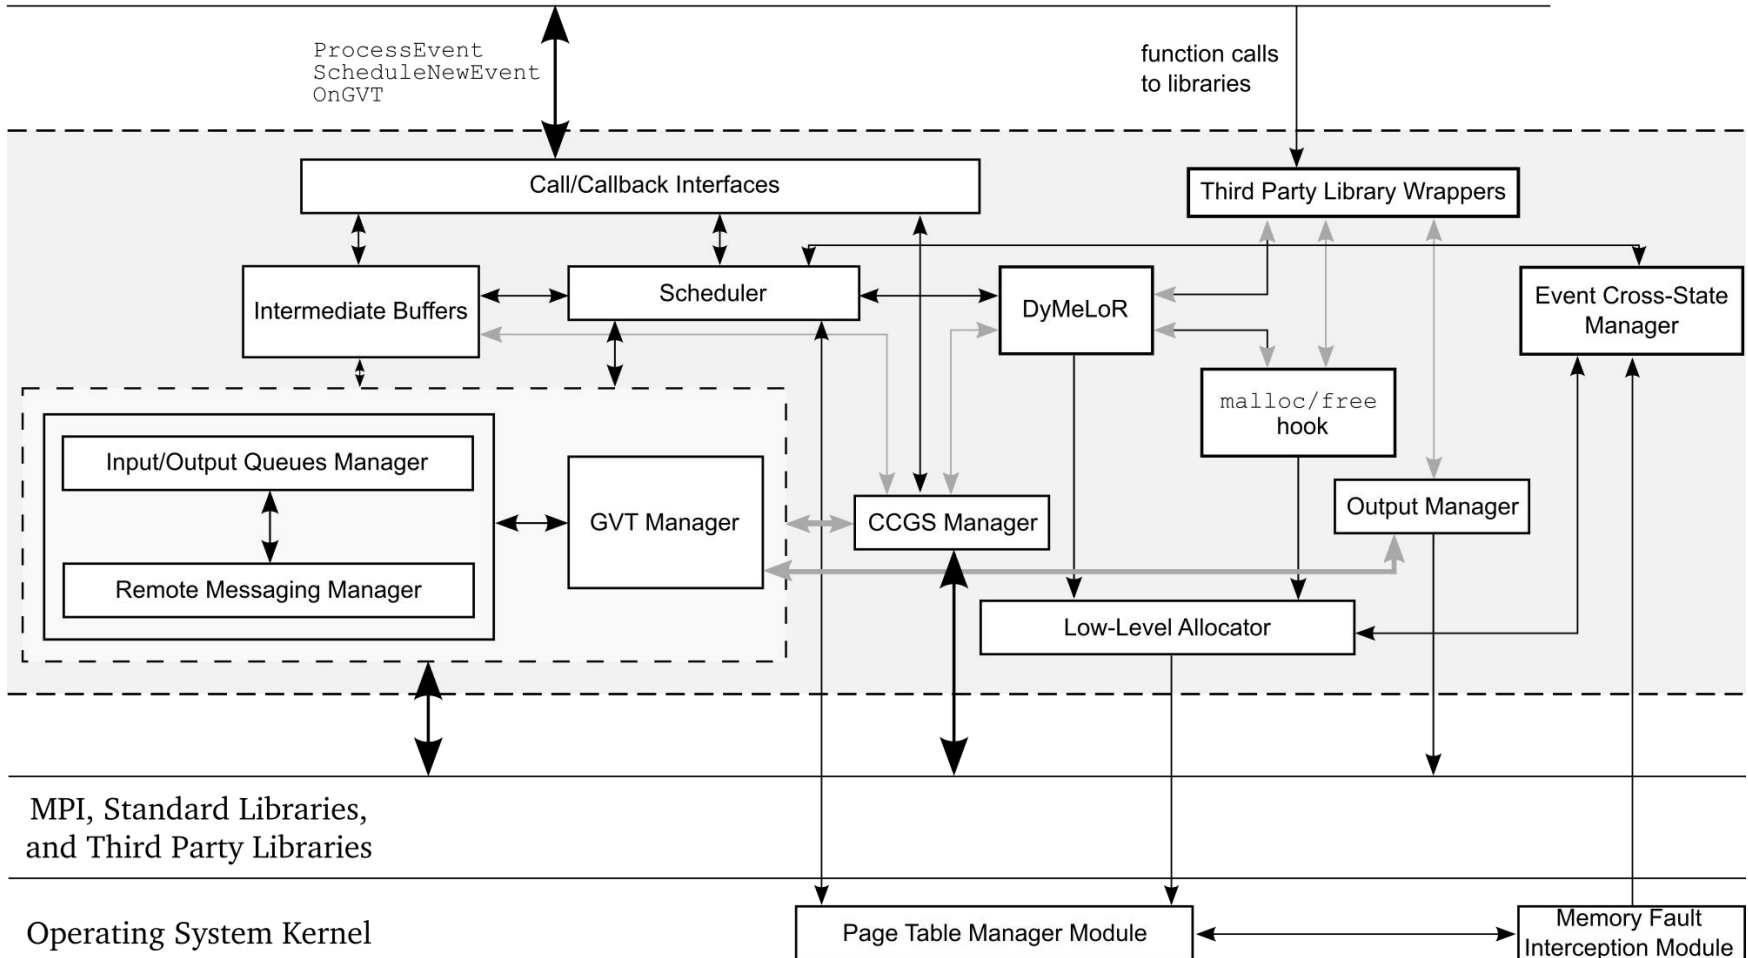 ProcessEvent
ScheduleNewEvent
OnGVT
function calls
to libraries
Call/Callback Interfaces
Third Party Library Wrappers
Intermediate Buffers
Scheduler
DyMeLoR
Event Cross-State
Manager
malloc/free
hook
Input/Output Queues Manager
GVT Manager
CCGS Manager
Output Manager
Remote Messaging Manager
Low-Level Allocator
MPI, Standard Libraries,
and Third Party Libraries
Operating System Kernel
Page Table Manager Module
Memory Fault
Interception Module